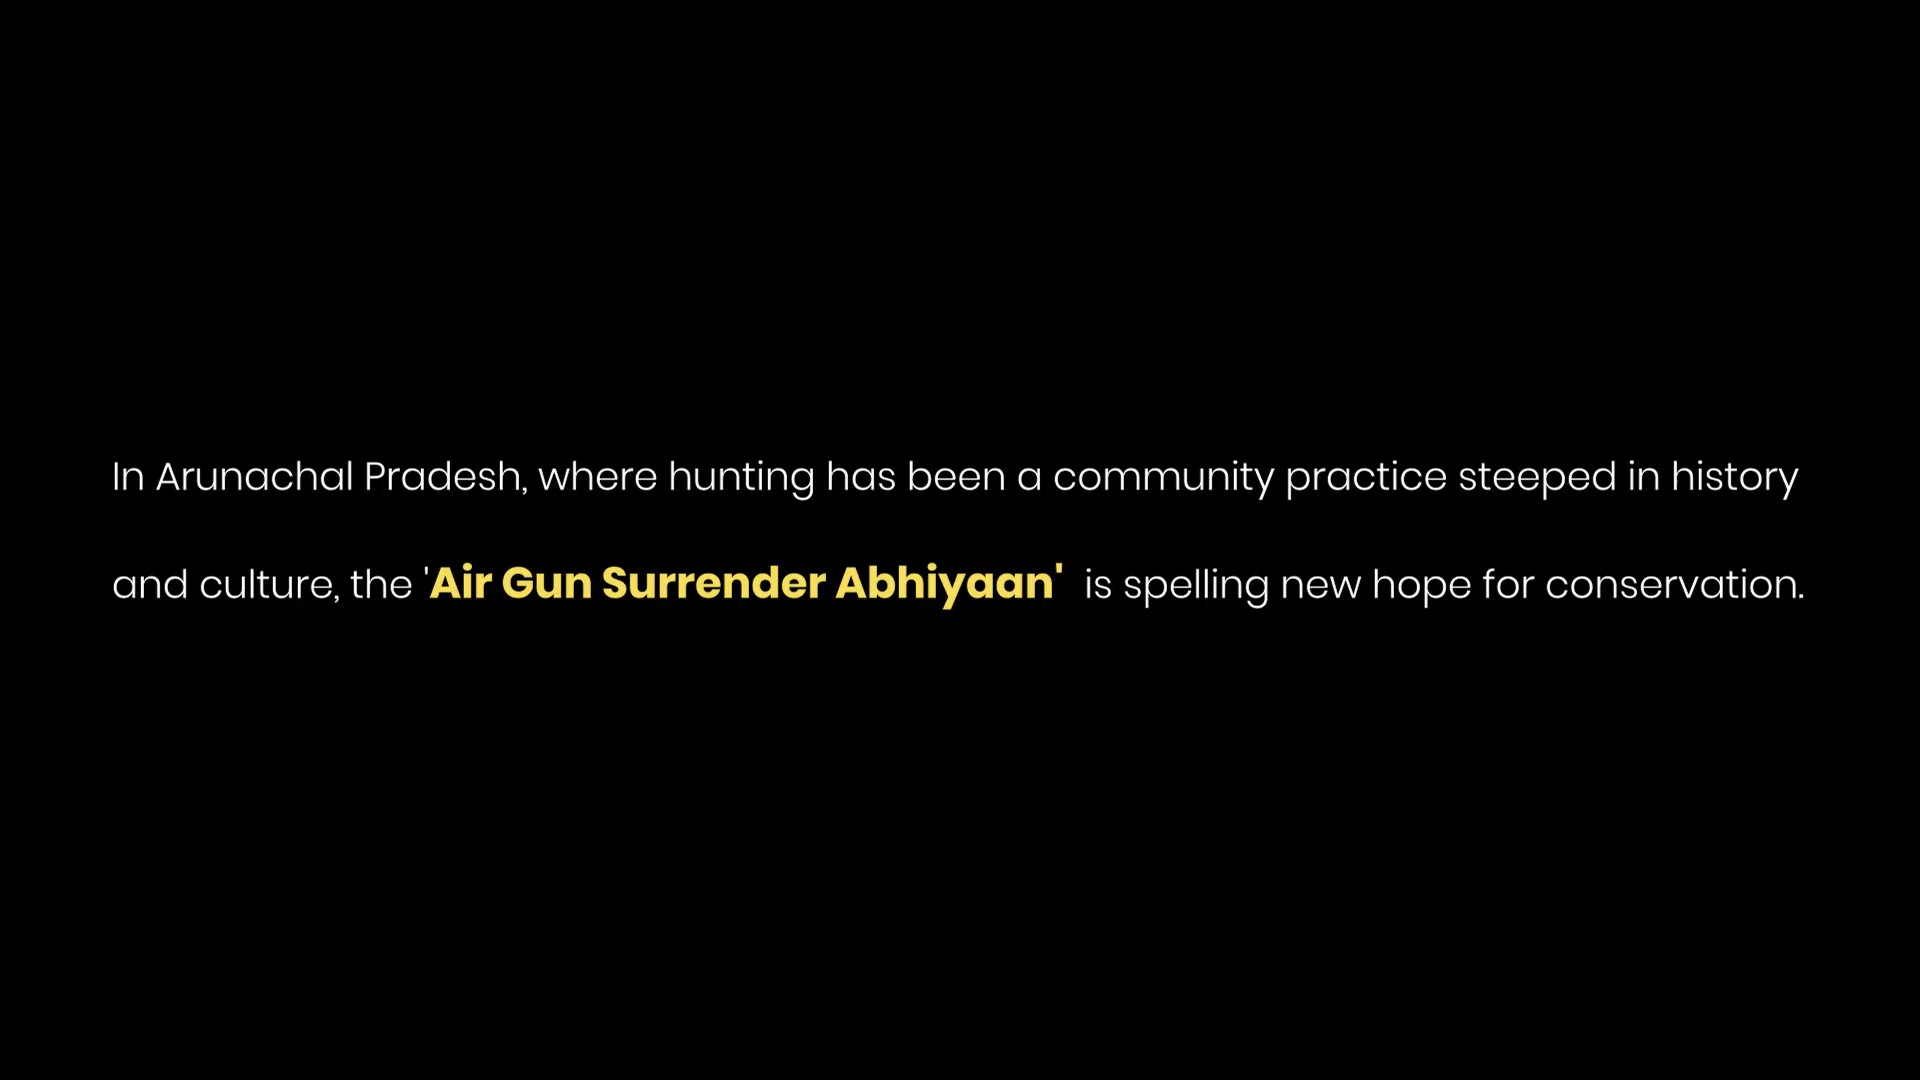 In Arunachal Pradesh, where hunting has been a community practice steeped in history
and culture, the 'Air Gun Surrender Abhiyaan' is spelling new hope for conservation.